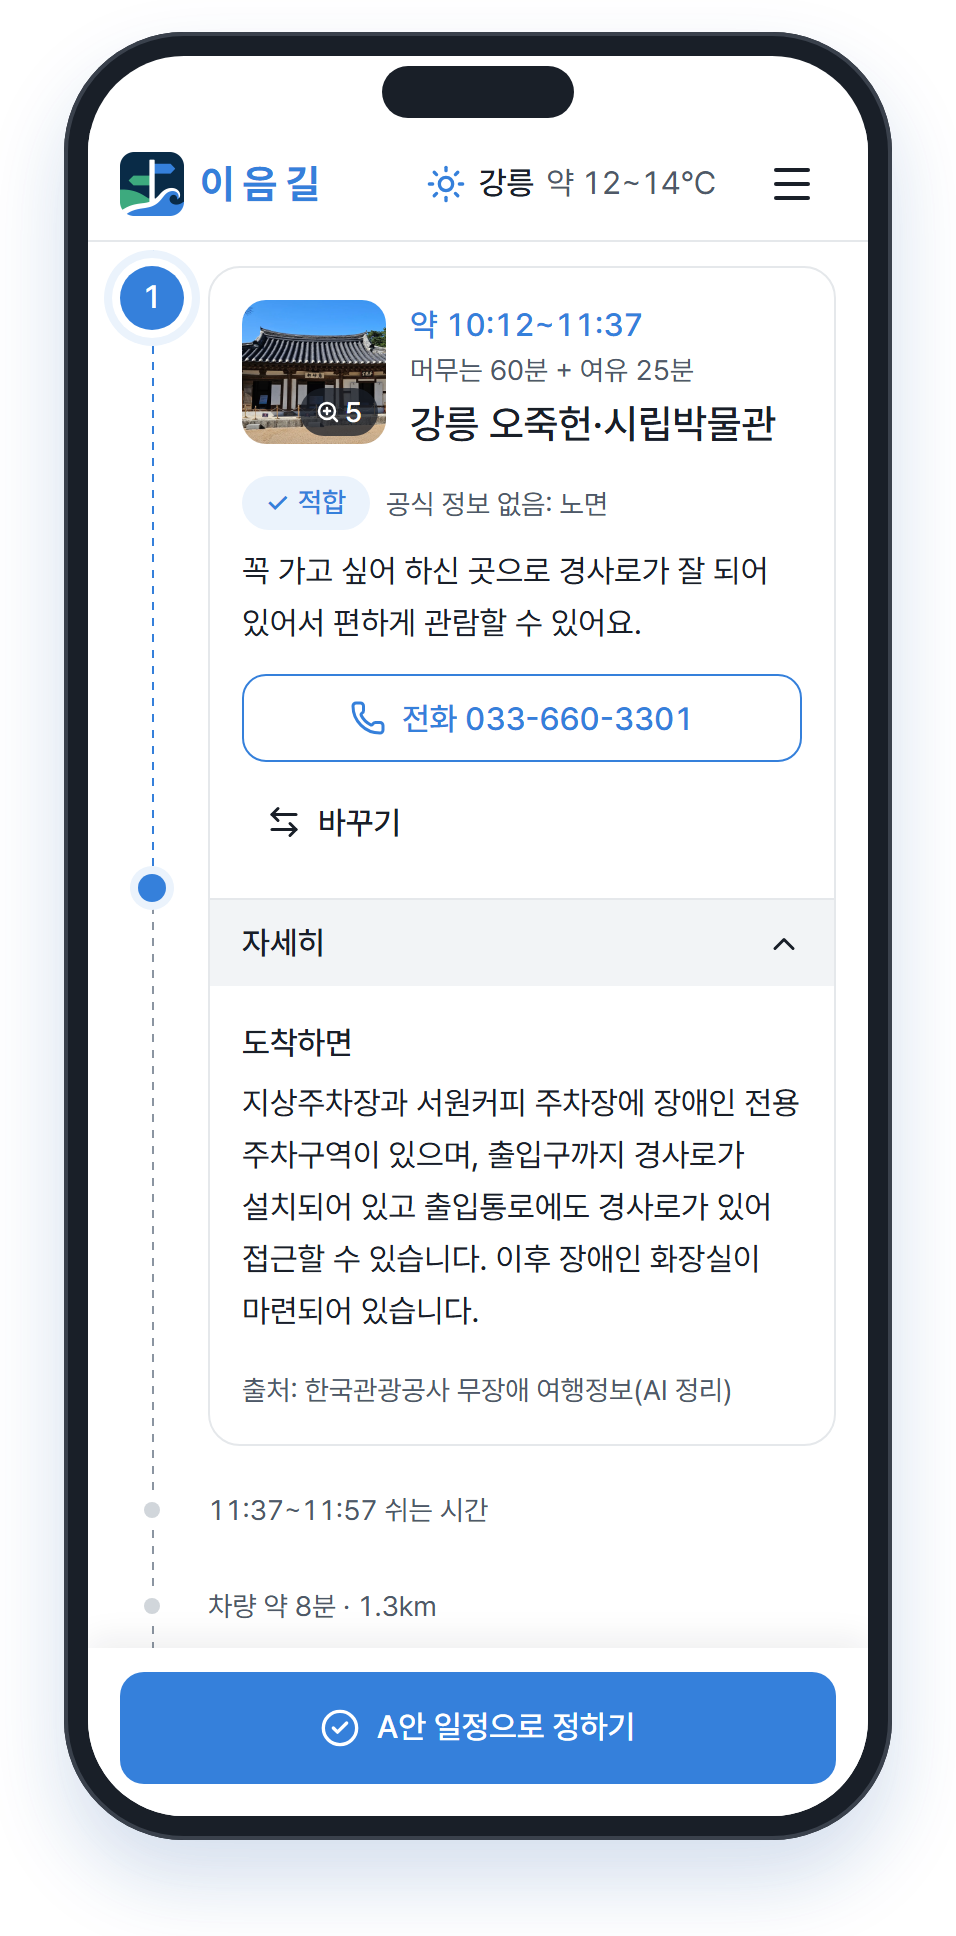 이음길
강릉 약 12~14°C
1
약 10:12~11:37
머무는 60분 + 여유 25분
강릉 오죽헌·시립박물관
5
적합
공식 정보 없음: 노면
꼭 가고 싶어 하신 곳으로 경사로가 잘 되어
있어서 편하게 관람할 수 있어요.
전화 033-660-3301
바꾸기
자세히
도착하면
지상주차장과 서원커피 주차장에 장애인 전용
주차구역이 있으며, 출입구까지 경사로가
설치되어 있고 출입통로에도 경사로가 있어
접근할 수 있습니다. 이후 장애인 화장실이
마련되어 있습니다.
출처: 한국관광공사 무장애 여행정보(AI 정리)
11:37~11:57 쉬는 시간
차량 약 8분 · 1.3km
A안 일정으로 정하기